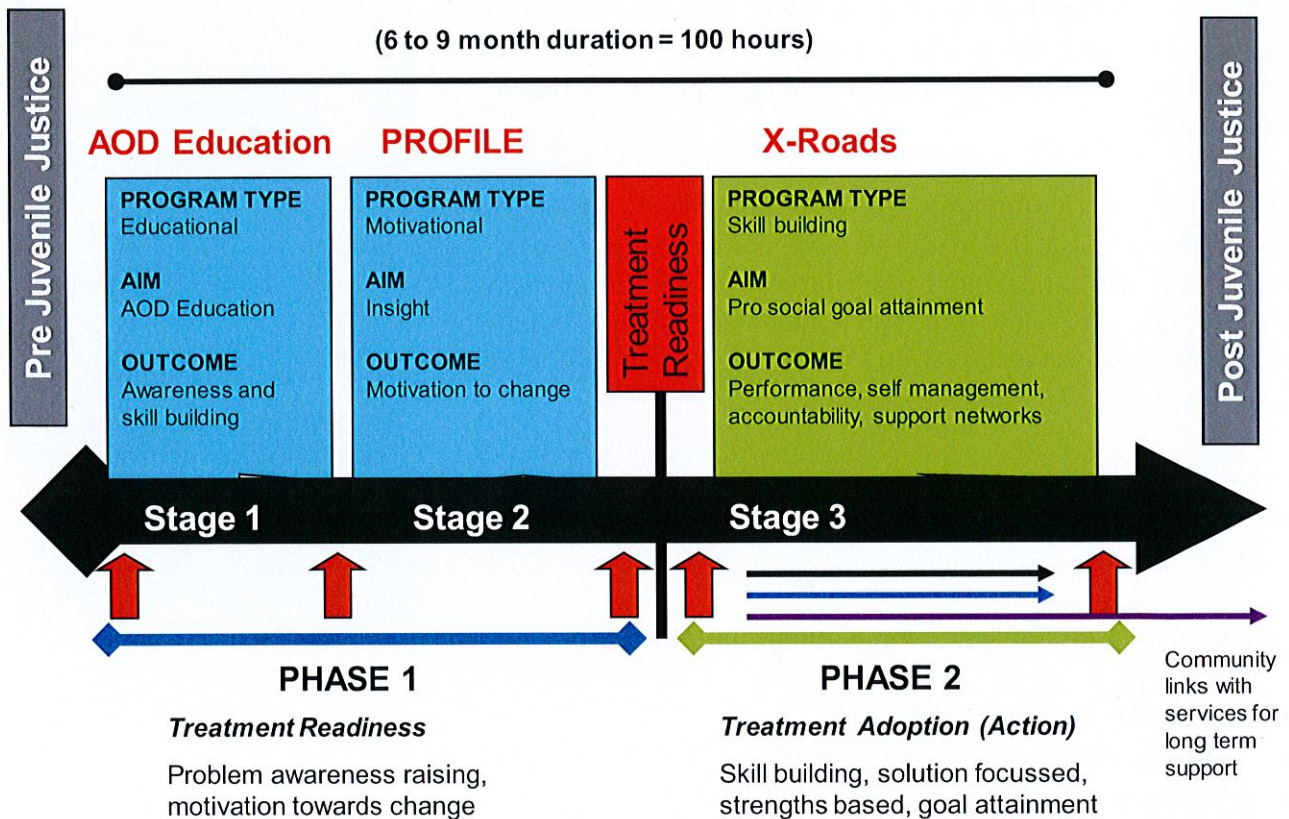 (6 to 9 month duration = 100 hours)
Pre Juvenile Justice
AOD Education
PROFILE
X-Roads
PROGRAM TYPE
Educational
AIM
AOD Education
OUTCOME
Awareness and
skill building
PROGRAM TYPE
Motivational
AIM
Insight
OUTCOME
Motivation to change
Treatment
Readiness
PROGRAM TYPE
Skill building
AIM
Pro social goal attainment
OUTCOME
Performance, self management,
accountability, support networks
Post Juvenile Justice
Stage 1
Stage 2
Stage 3
PHASE 1
Treatment Readiness
Problem awareness raising,
motivation towards change
PHASE 2
Treatment Adoption (Action)
Skill building, solution focussed,
strengths based, goal attainment
Community
links with
services for
long term
support